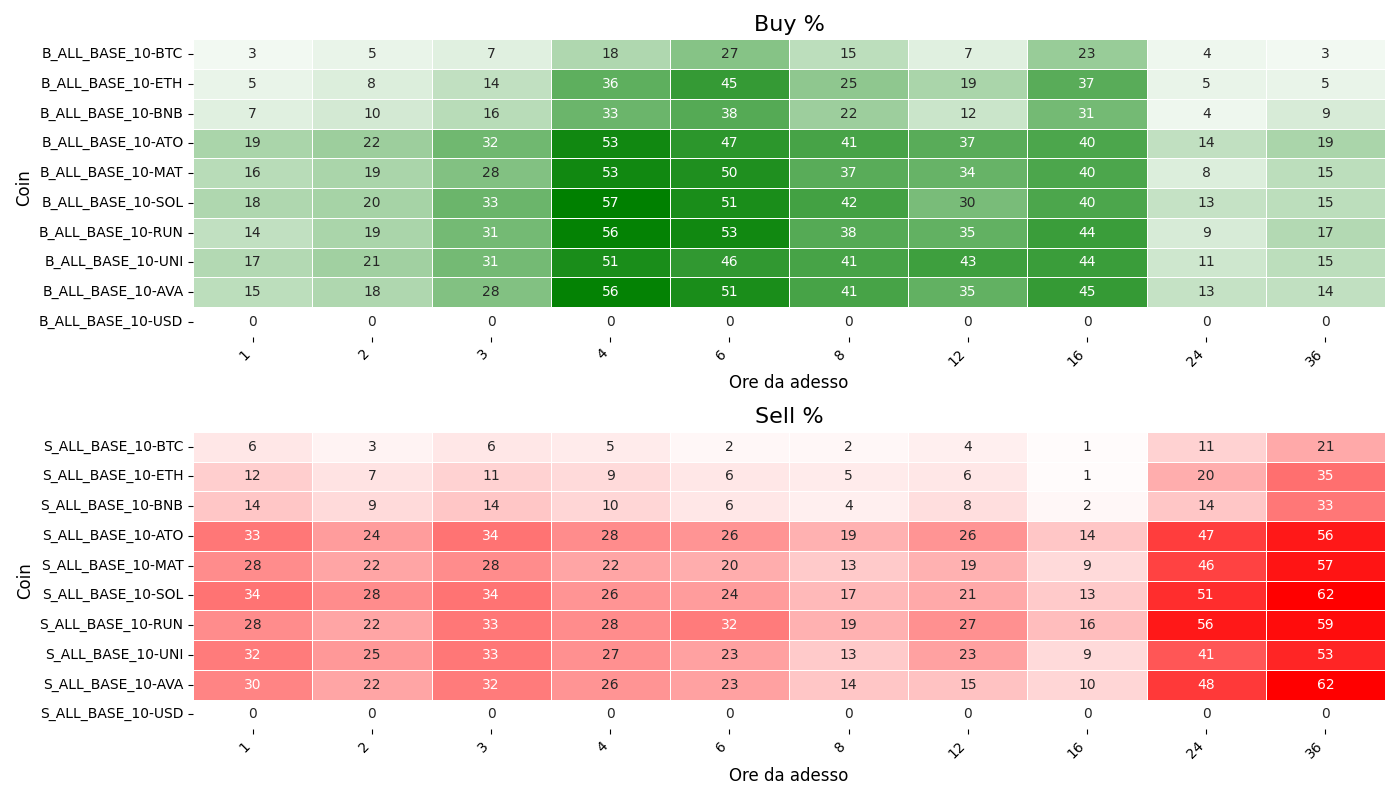 Buy %
Coin
B_ALL_BASE_10-BTC 3 5 7 18 27 15 7 23 4 3
B_ALL_BASE_10-ETH 5 8 14 36 45 25 19 37 5 5
B_ALL_BASE_10-BNB 7 10 16 33 38 22 12 31 4 9
B_ALL_BASE_10-ATO 19 22 32 53 47 41 37 40 14 19
B_ALL_BASE_10-MAT 16 19 28 53 50 37 34 40 8 15
B_ALL_BASE_10-SOL 18 20 33 57 51 42 30 40 13 15
B_ALL_BASE_10-RUN 14 19 31 56 53 38 35 44 9 17
B_ALL_BASE_10-UNI 17 21 31 51 46 41 43 44 11 15
B_ALL_BASE_10-AVA 15 18 28 56 51 41 35 45 13 14
B_ALL_BASE_10-USD 0 0 0 0 0 0 0 0 0 0
1 2 3 4 6 8 12 16 24 36
Ore da adesso
Sell %
Coin
S_ALL_BASE_10-BTC 6 3 6 5 2 2 4 1 11 21
S_ALL_BASE_10-ETH 12 7 11 9 6 5 6 1 20 35
S_ALL_BASE_10-BNB 14 9 14 10 6 4 8 2 14 33
S_ALL_BASE_10-ATO 33 24 34 28 26 19 26 14 47 56
S_ALL_BASE_10-MAT 28 22 28 22 20 13 19 9 46 57
S_ALL_BASE_10-SOL 34 28 34 26 24 17 21 13 51 62
S_ALL_BASE_10-RUN 28 22 33 28 32 19 27 16 56 59
S_ALL_BASE_10-UNI 32 25 33 27 23 13 23 9 41 53
S_ALL_BASE_10-AVA 30 22 32 26 23 14 15 10 48 62
S_ALL_BASE_10-USD 0 0 0 0 0 0 0 0 0 0
1 2 3 4 6 8 12 16 24 36
Ore da adesso